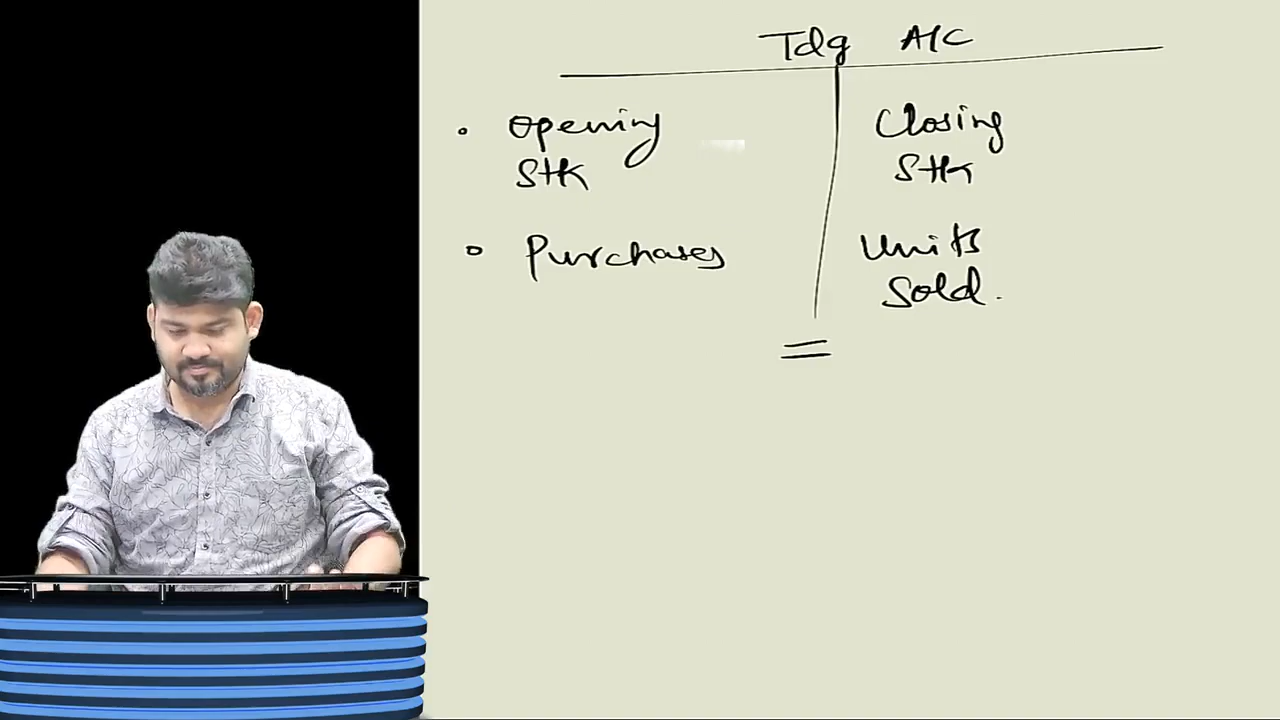 Tdg A/C
Opening
Stk
Closing
Stk
Purchases
Units
Sold.
=